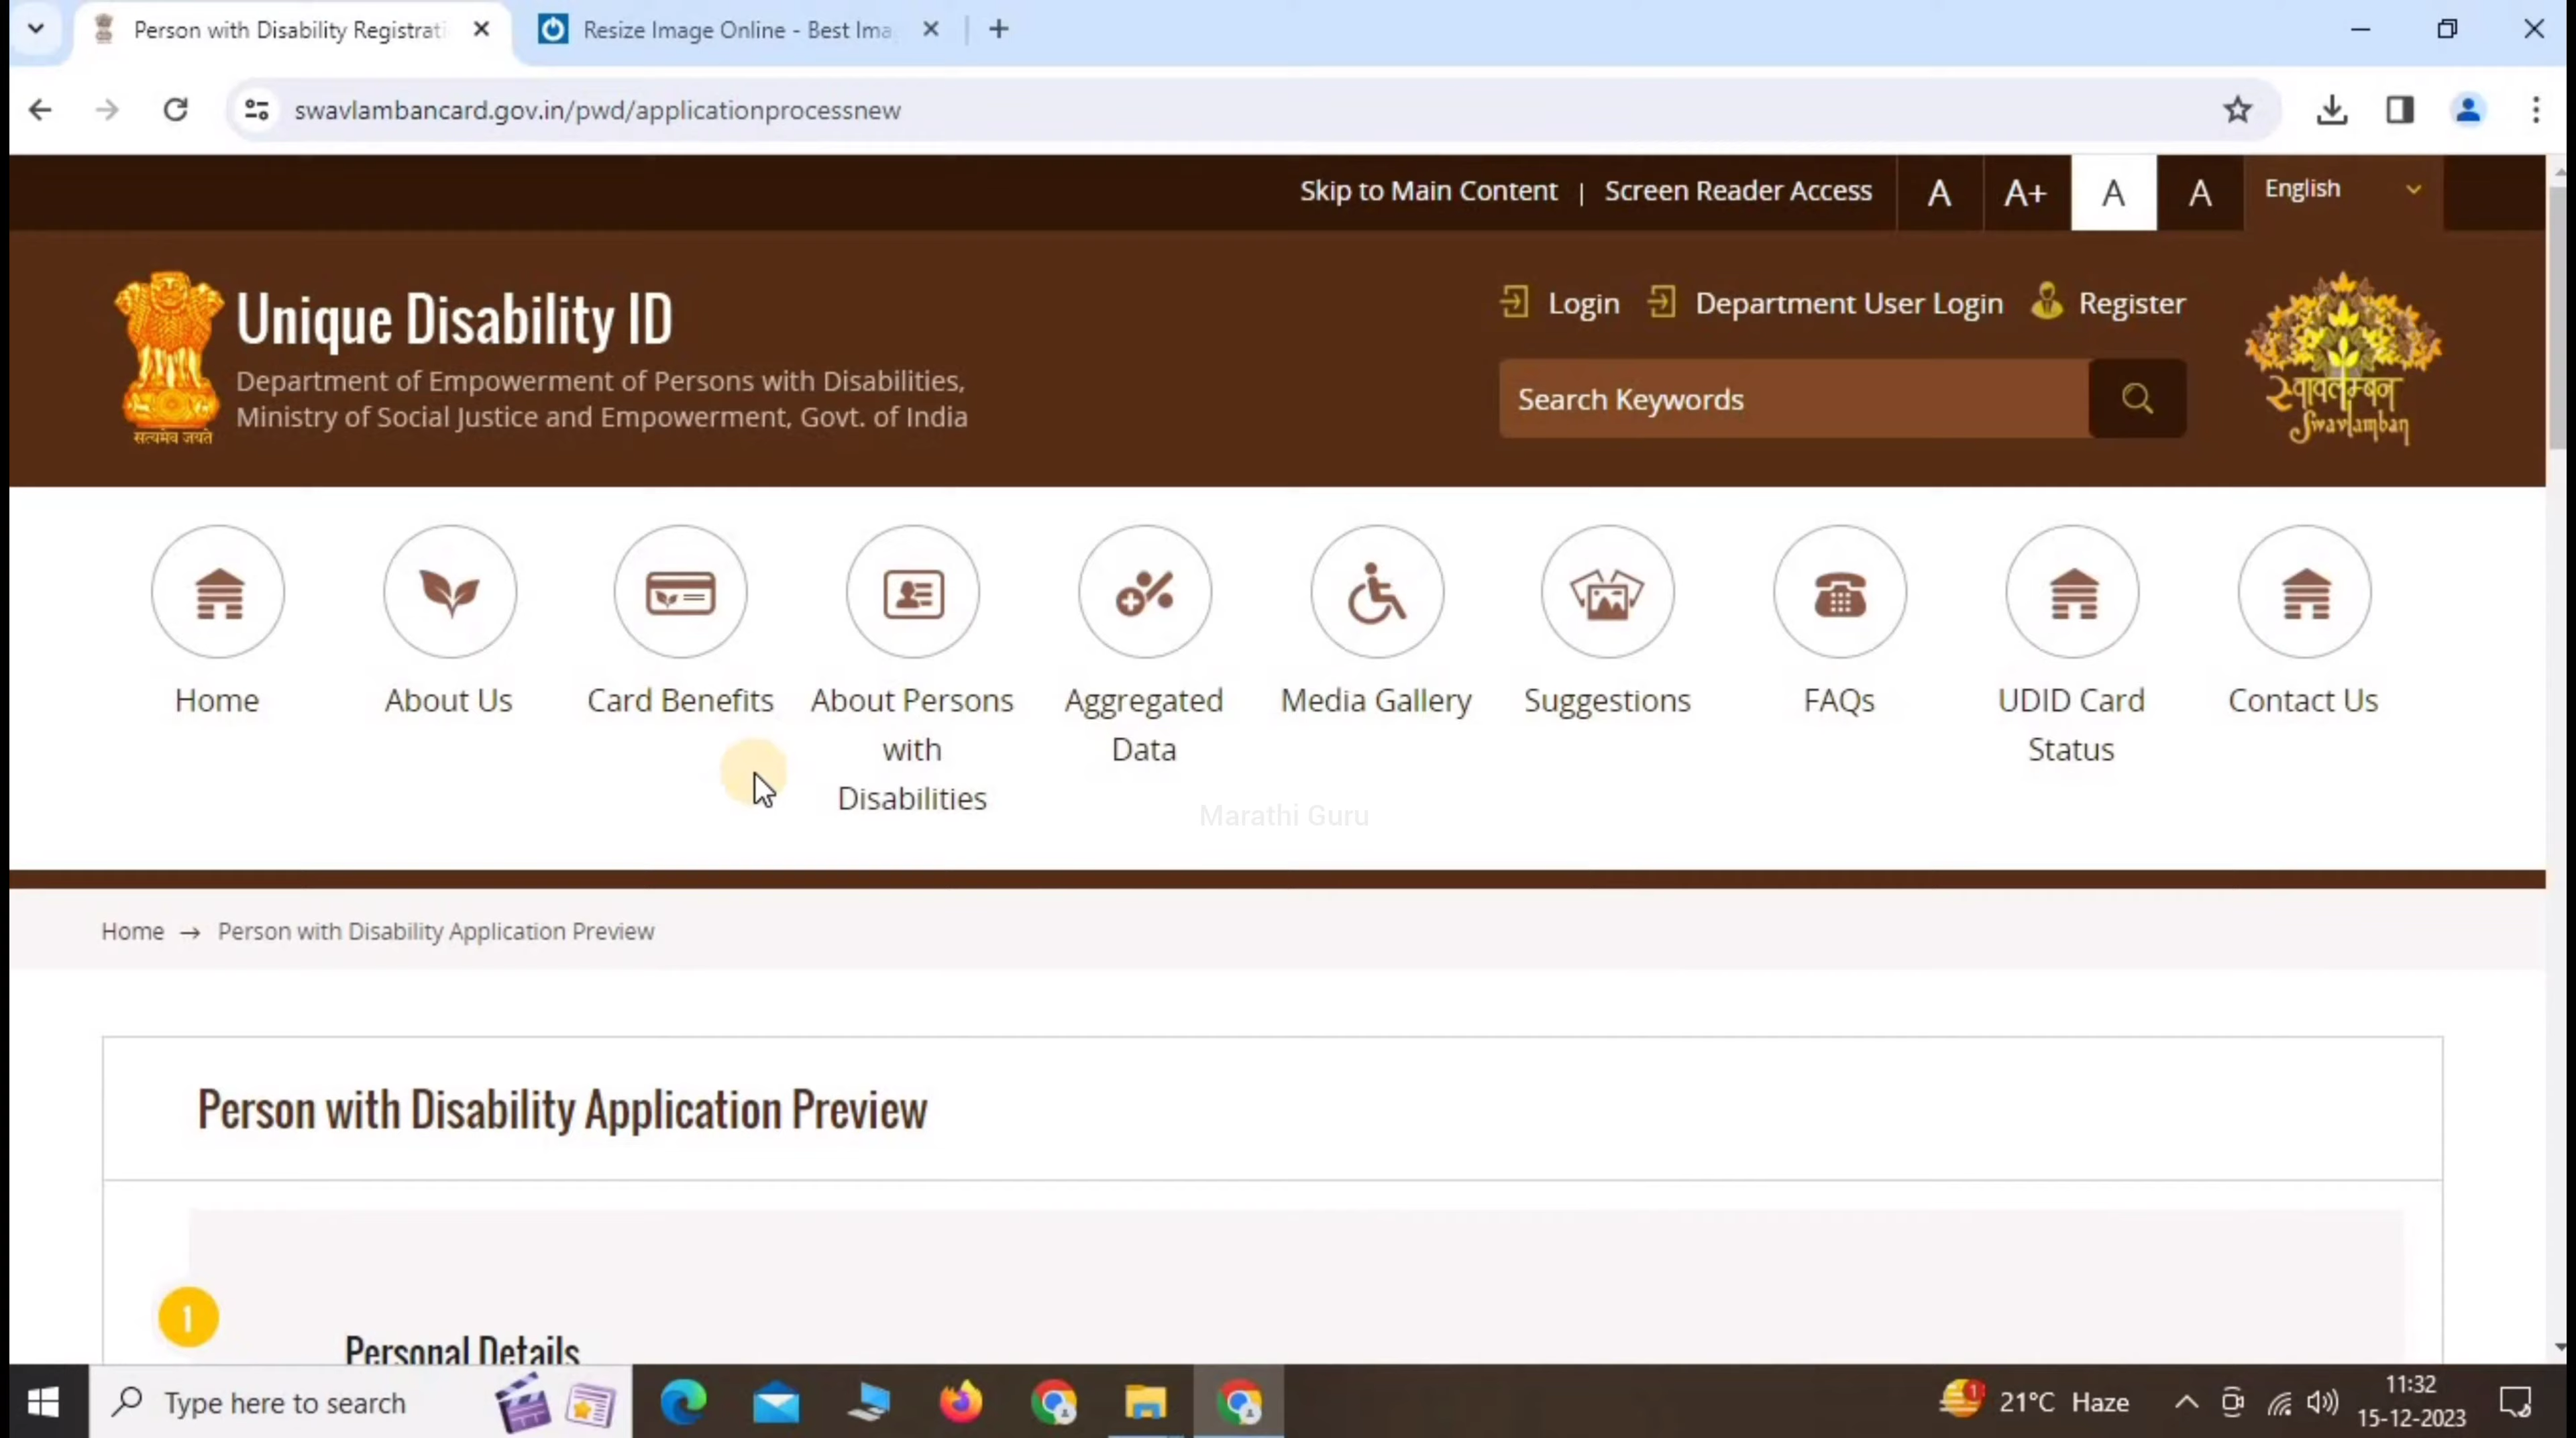 Person with Disability Registrati
Resize Image Online - Best Ima
swavlambancard.gov.in/pwd/applicationprocessnew
Skip to Main Content | Screen Reader Access A A+ A A English
Unique Disability ID
Department of Empowerment of Persons with Disabilities,
Ministry of Social Justice and Empowerment, Govt. of India
सत्यमेव जयते
Login Department User Login Register
Search Keywords
स्वावलम्बन
Swavlamban
Home
About Us
Card Benefits
About Persons
with
Disabilities
Aggregated
Data
Media Gallery
Suggestions
FAQs
UDID Card
Status
Contact Us
Marathi Guru
Home → Person with Disability Application Preview
Person with Disability Application Preview
1
Personal Details
Type here to search
1
21°C Haze
11:32
15-12-2023